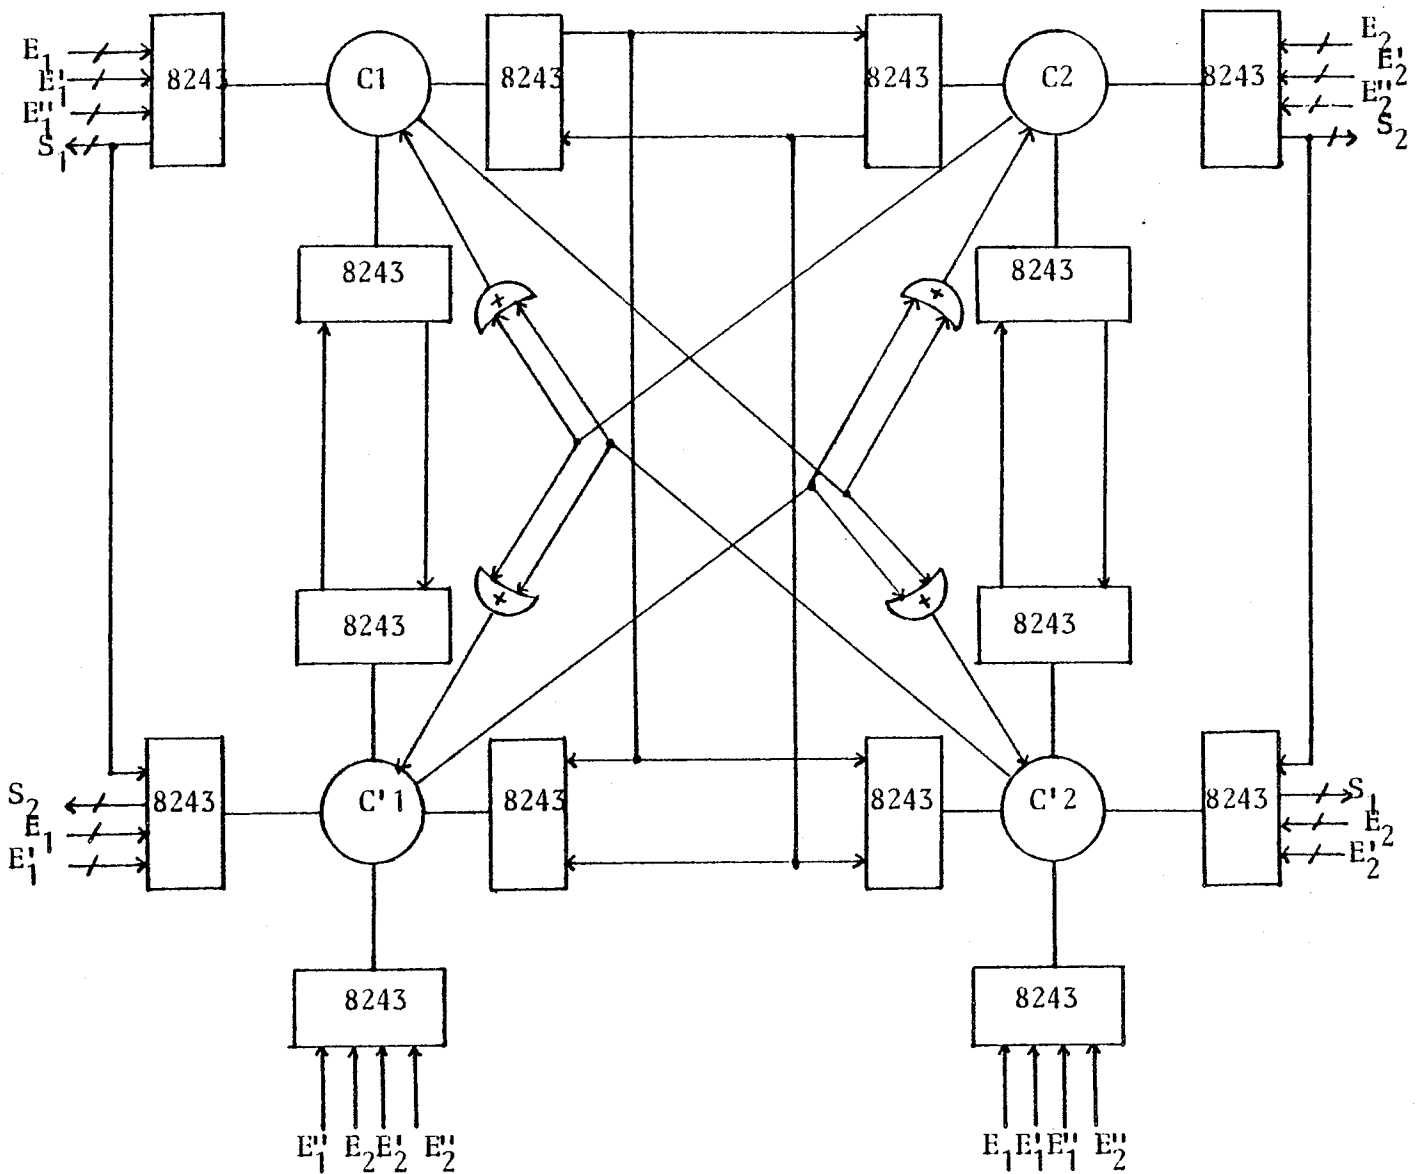 E₁
E'₁
E''₁
S₁
8243
C1
8243
8243
C2
8243
E₂
E'₂
E''₂
S₂
8243
8243
+
+
+
+
8243
8243
S₂
E₁
E'₁
8243
C'1
8243
8243
C'2
8243
S₁
E₂
E'₂
8243
8243
E''₁ E₂ E'₂ E''₂
E₁ E'₁ E''₁ E''₂